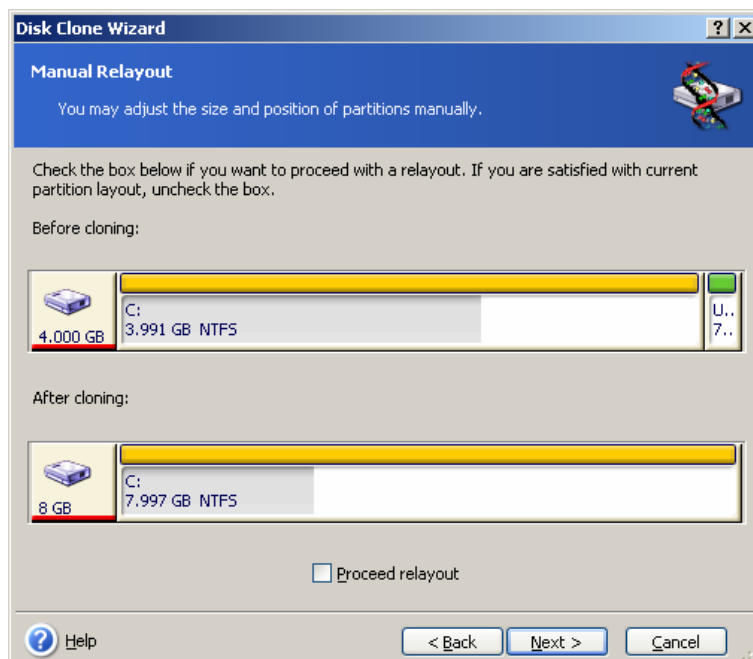 Disk Clone Wizard
Manual Relayout
You may adjust the size and position of partitions manually.
Check the box below if you want to proceed with a relayout. If you are satisfied with current
partition layout, uncheck the box.
Before cloning:
4.000 GB
C:
3.991 GB NTFS
U..
7..
After cloning:
8 GB
C:
7.997 GB NTFS
Proceed relayout
Help
< Back
Next >
Cancel